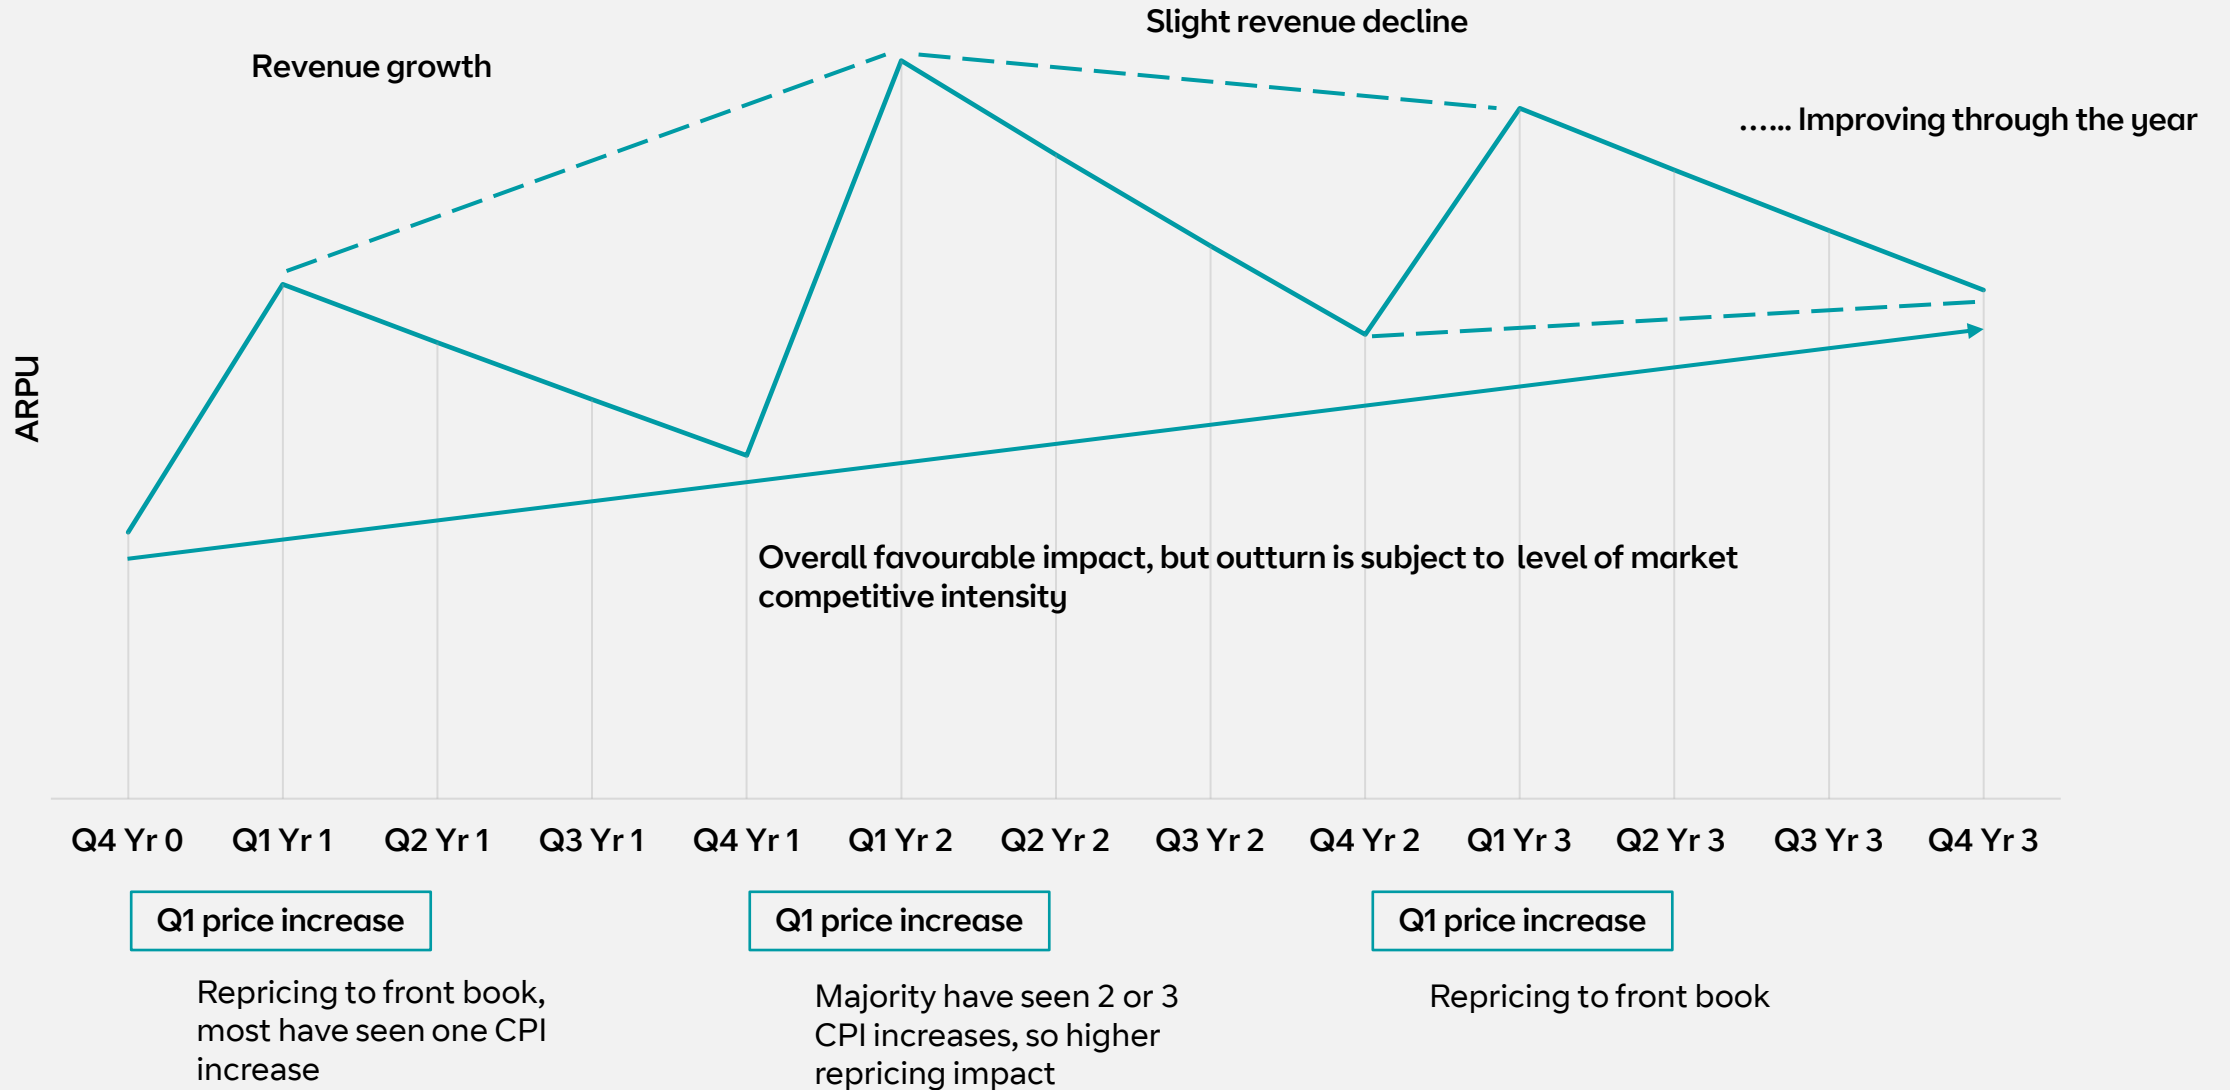 Slight revenue decline
Revenue growth
…... Improving through the year
ARPU
Overall favourable impact, but outturn is subject to  level of market
competitive intensity
Q4 Yr 0
Q1 Yr 1
Q2 Yr 1
Q3 Yr 1
Q4 Yr 1
Q1 Yr 2
Q2 Yr 2
Q3 Yr 2
Q4 Yr 2
Q1 Yr 3
Q2 Yr 3
Q3 Yr 3
Q4 Yr 3
Q1 price increase
Repricing to front book,
most have seen one CPI
increase
Q1 price increase
Majority have seen 2 or 3
CPI increases, so higher
repricing impact
Q1 price increase
Repricing to front book